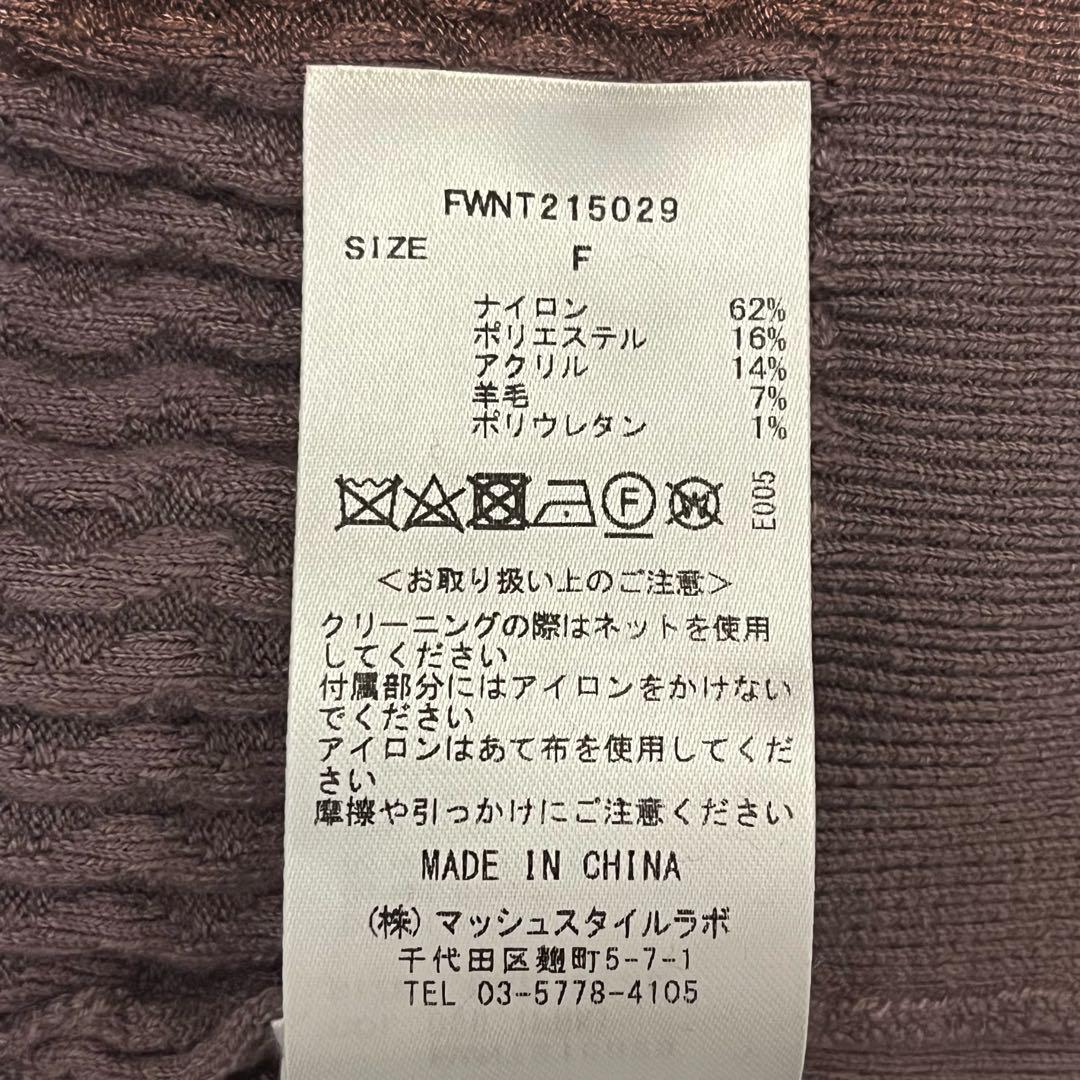 FWNT215029
SIZE F
ナイロン 62%
ポリエステル 16%
アクリル 14%
羊毛 7%
ポリウレタン 1%
F W E005
<お取り扱い上のご注意>
クリーニングの際はネットを使用
してください
付属部分にはアイロンをかけない
でください
アイロンはあて布を使用してくだ
さい
摩擦や引っかけにご注意ください
MADE IN CHINA
(株)マッシュスタイルラボ
千代田区麹町5-7-1
TEL 03-5778-4105